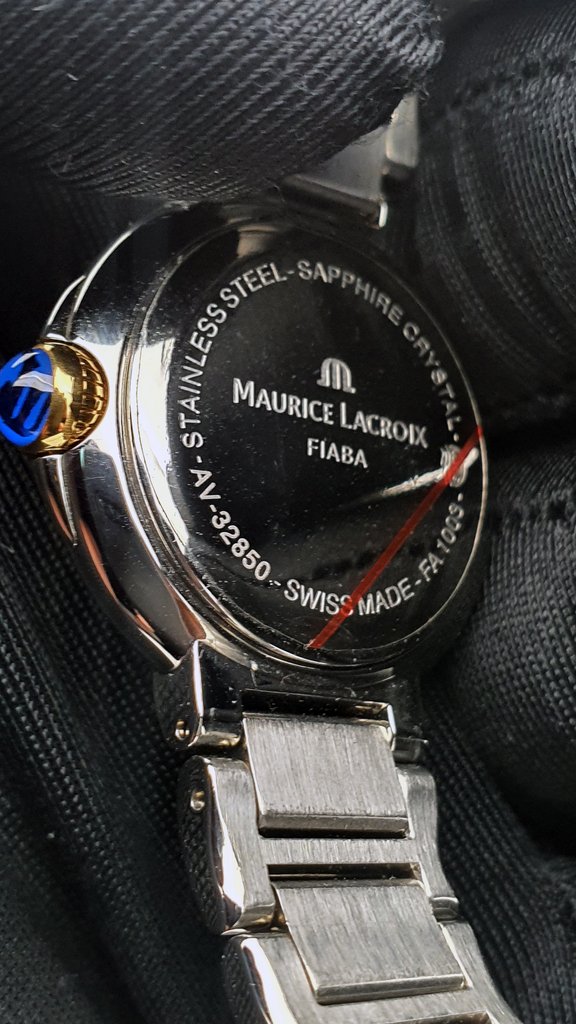 STAINLESS STEEL - SAPPHIRE CRYSTAL -
MAURICE LACROIX
FIABA
AV-32850 - SWISS MADE - FA1003 -